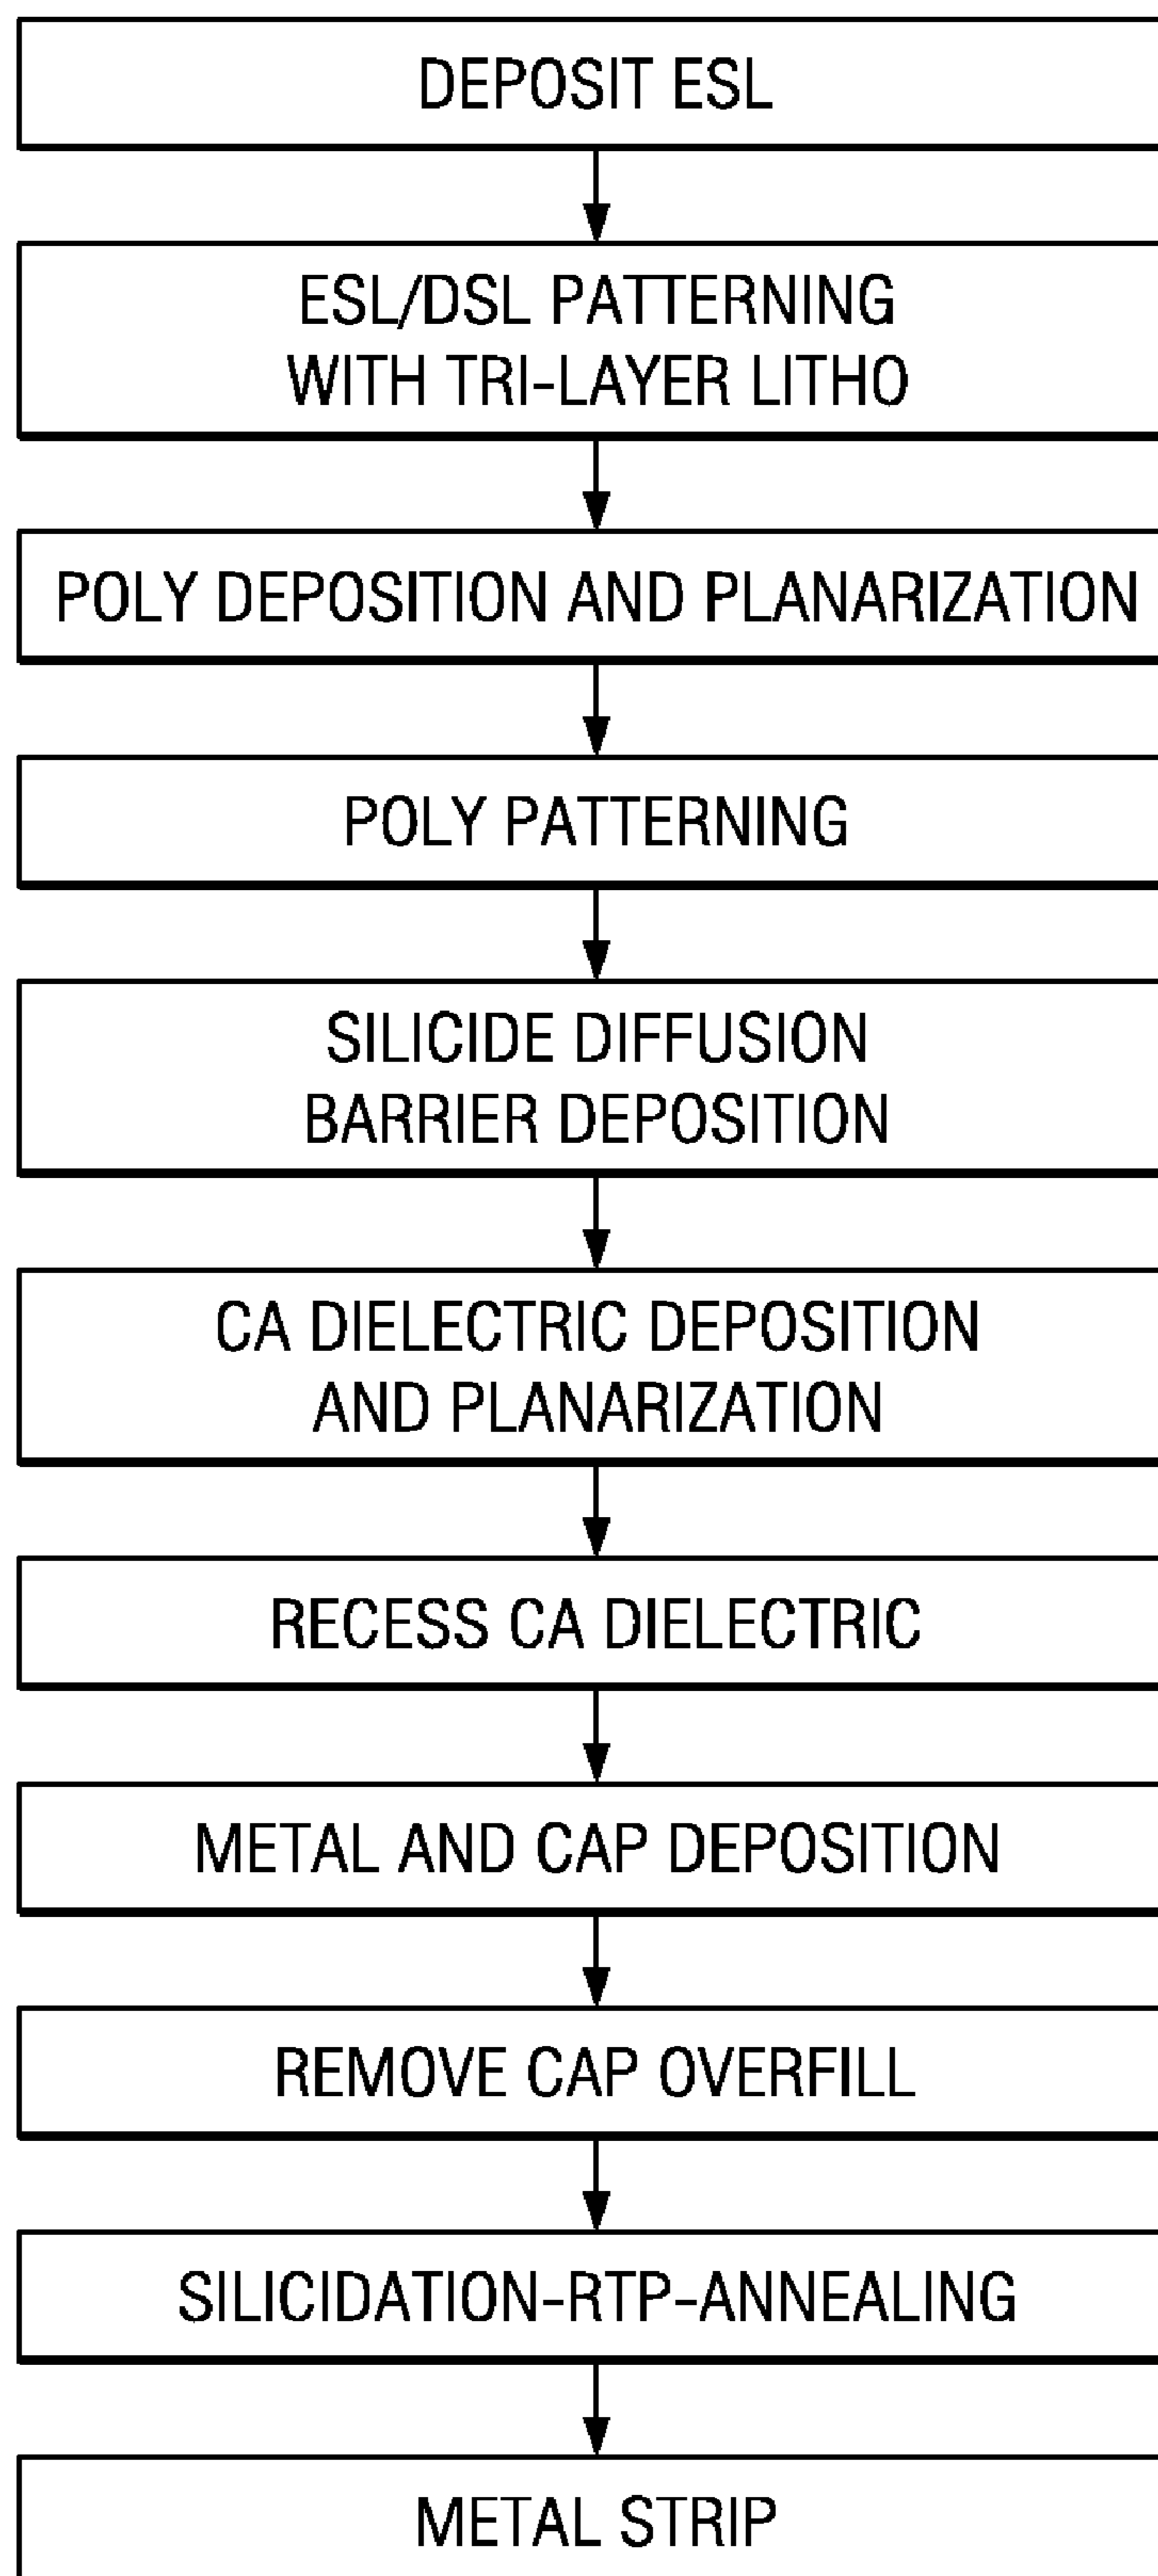 DEPOSIT ESL
ESL/DSL PATTERNING
WITH TRI-LAYER LITHO
POLY DEPOSITION AND PLANARIZATION
POLY PATTERNING
SILICIDE DIFFUSION
BARRIER DEPOSITION
CA DIELECTRIC DEPOSITION
AND PLANARIZATION
RECESS CA DIELECTRIC
METAL AND CAP DEPOSITION
REMOVE CAP OVERFILL
SILICIDATION-RTP-ANNEALING
METAL STRIP